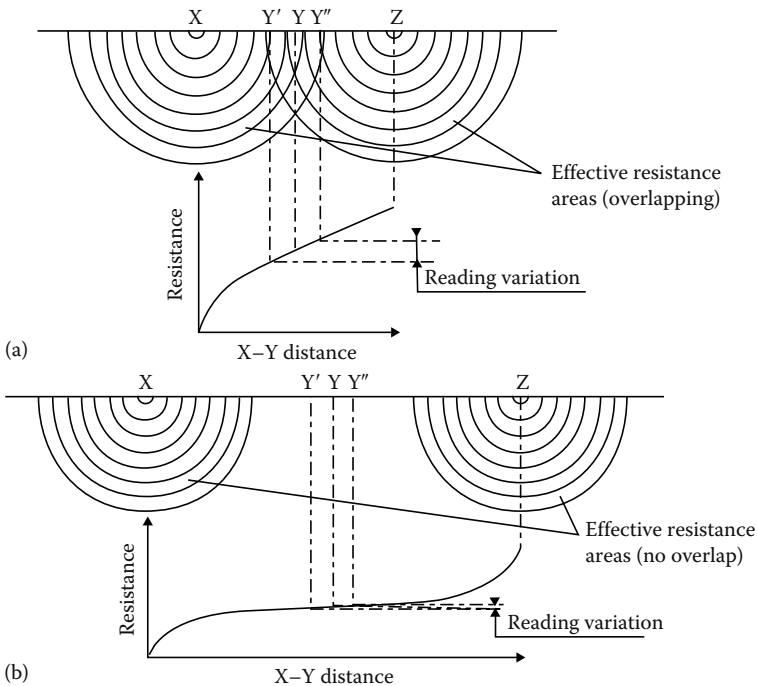 X Y′ Y Y″ Z
Effective resistance
areas (overlapping)
Resistance
Reading variation
X–Y distance
(a)
X Y′ Y Y″ Z
Effective resistance
areas (no overlap)
Resistance
Reading variation
X–Y distance
(b)